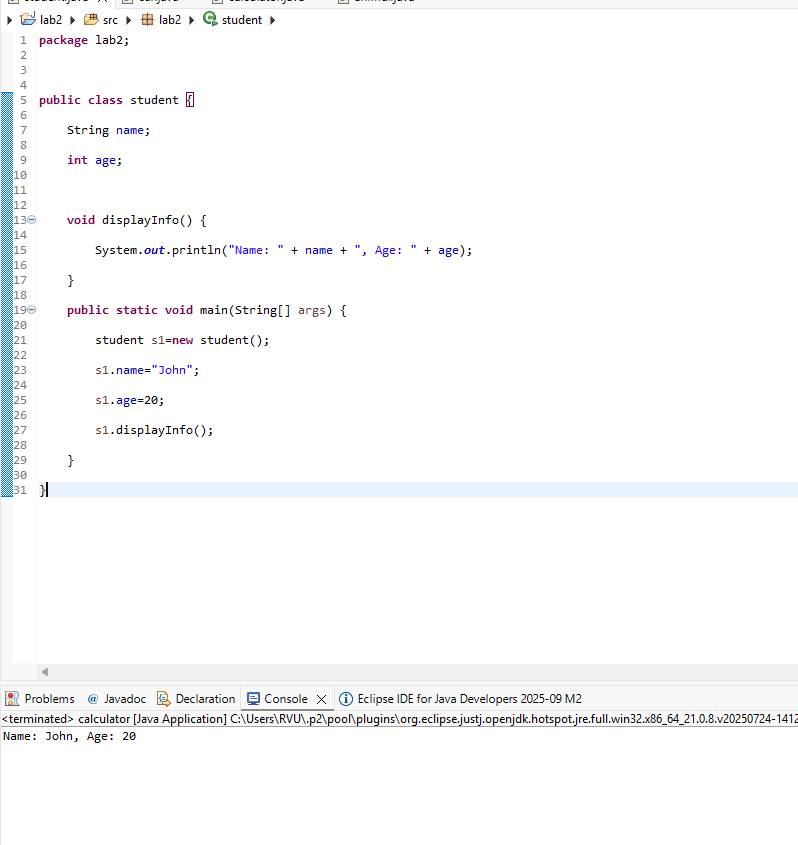 lab2 src lab2 student
1 package lab2;
2
3
4
5 public class student {
6
7 String name;
8
9 int age;
10
11
12
13 void displayInfo() {
14
15 System.out.println("Name: " + name + ", Age: " + age);
16
17 }
18
19 public static void main(String[] args) {
20
21 student s1=new student();
22
23 s1.name="John";
24
25 s1.age=20;
26
27 s1.displayInfo();
28
29 }
30
31 }
Problems @ Javadoc Declaration Console Eclipse IDE for Java Developers 2025-09 M2
<terminated> calculator [Java Application] C:\Users\RVU\.p2\pool\plugins\org.eclipse.justj.openjdk.hotspot.jre.full.win32.x86_64_21.0.8.v20250724-1412
Name: John, Age: 20